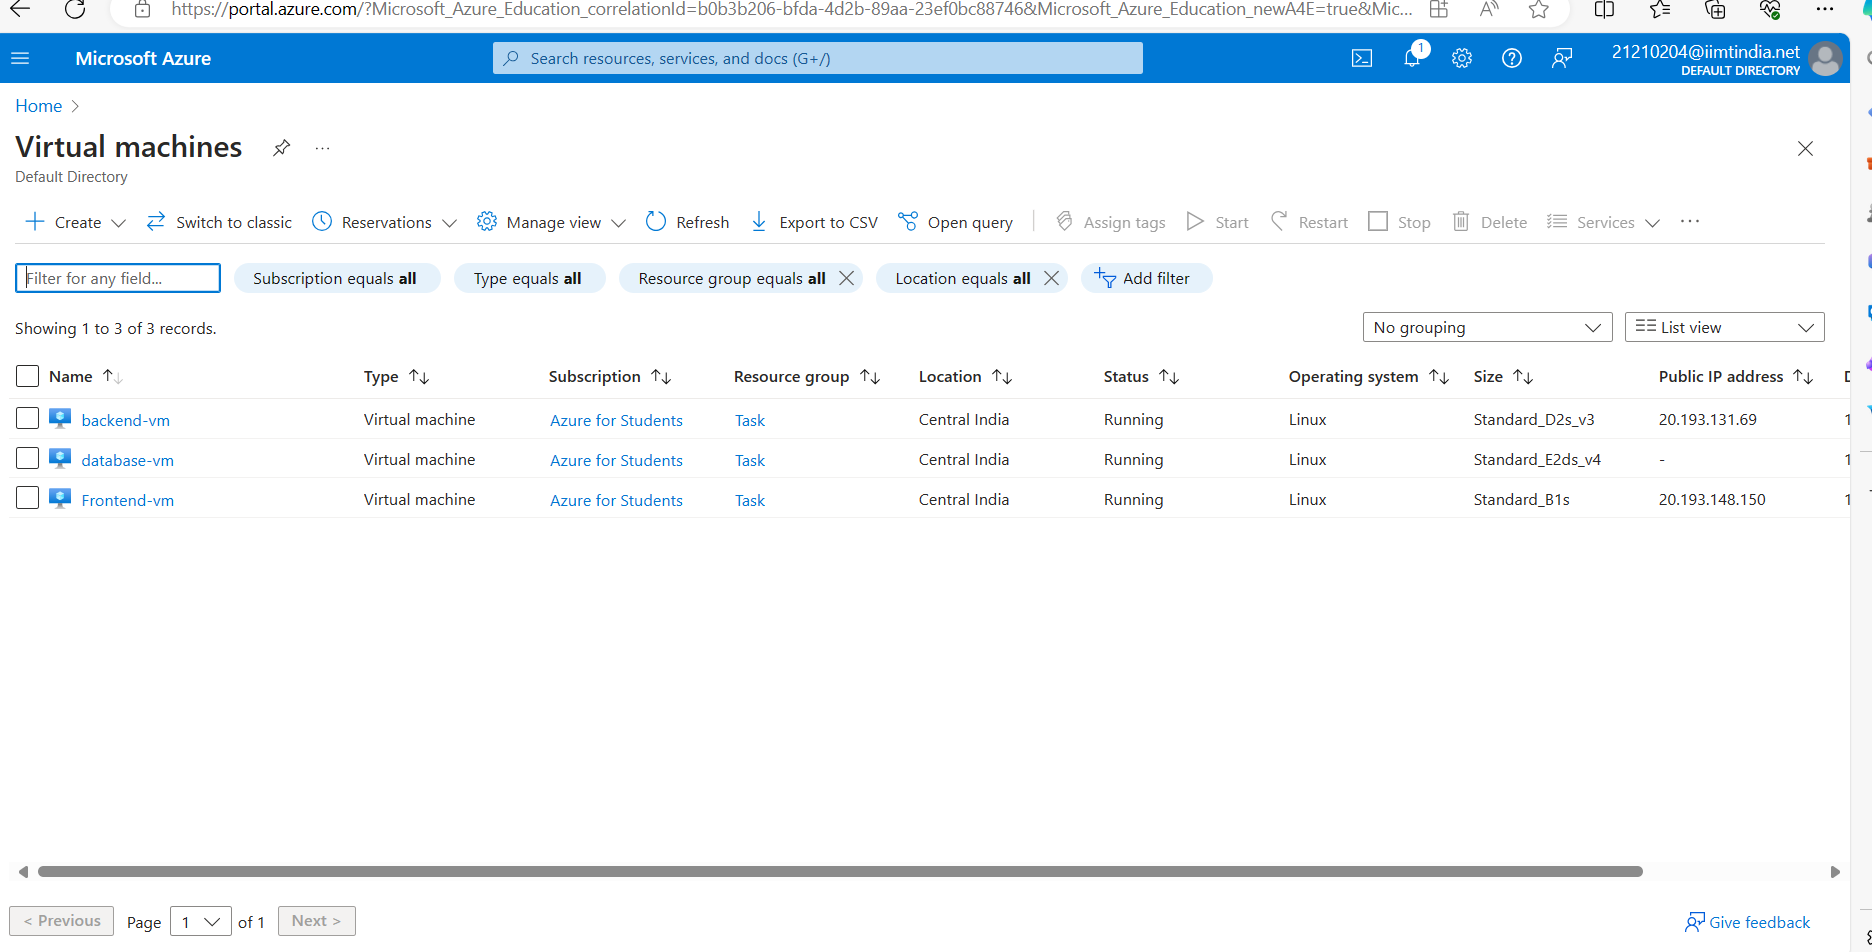 https://portal.azure.com/?Microsoft_Azure_Education_correlationId=b0b3b206-bfda-4d2b-89aa-23ef0bc88746&Microsoft_Azure_Education_newA4E=true&Mic...
Microsoft Azure
Search resources, services, and docs (G+/)
1
21210204@iimtindia.net
DEFAULT DIRECTORY
Home >
Virtual machines
...
Default Directory
Create Switch to classic Reservations Manage view Refresh Export to CSV Open query Assign tags Start Restart Stop Delete Services ...
Filter for any field... Subscription equals all Type equals all Resource group equals all Location equals all Add filter
Showing 1 to 3 of 3 records. No grouping List view
Name Type Subscription Resource group Location Status Operating system Size Public IP address
backend-vm Virtual machine Azure for Students Task Central India Running Linux Standard_D2s_v3 20.193.131.69
database-vm Virtual machine Azure for Students Task Central India Running Linux Standard_E2ds_v4 -
Frontend-vm Virtual machine Azure for Students Task Central India Running Linux Standard_B1s 20.193.148.150
< Previous Page 1 of 1 Next > Give feedback